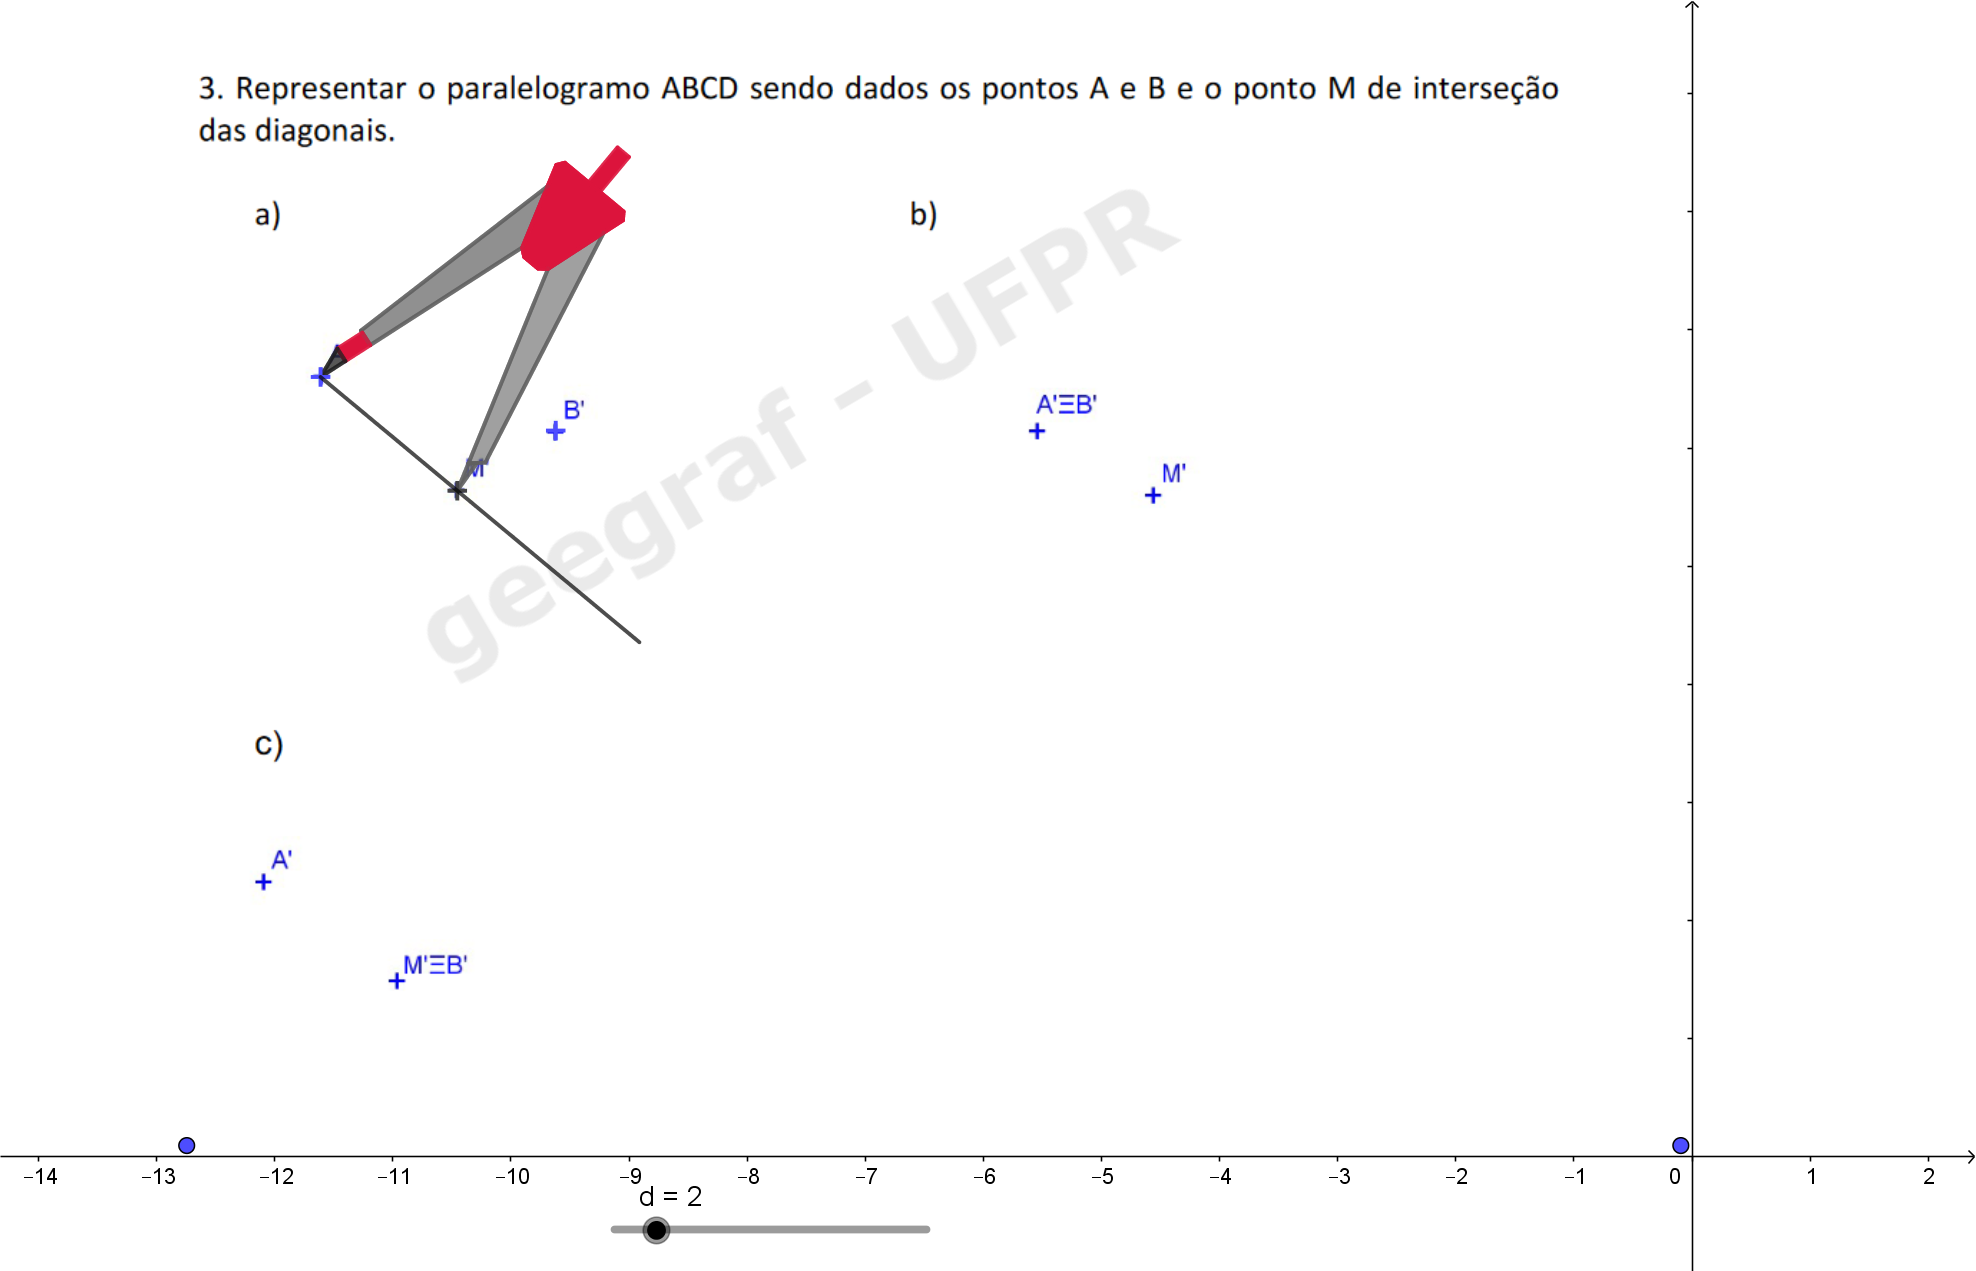 3. Representar o paralelogramo ABCD sendo dados os pontos A e B e o ponto M de interseção
das diagonais.
a)
b)
B'
A'ΞB'
M
M'
geegraf - UFPR
c)
A'
M'ΞB'
−14 −13 −12 −11 −10 −9 −8 −7 −6 −5 −4 −3 −2 −1 0 1 2
d = 2